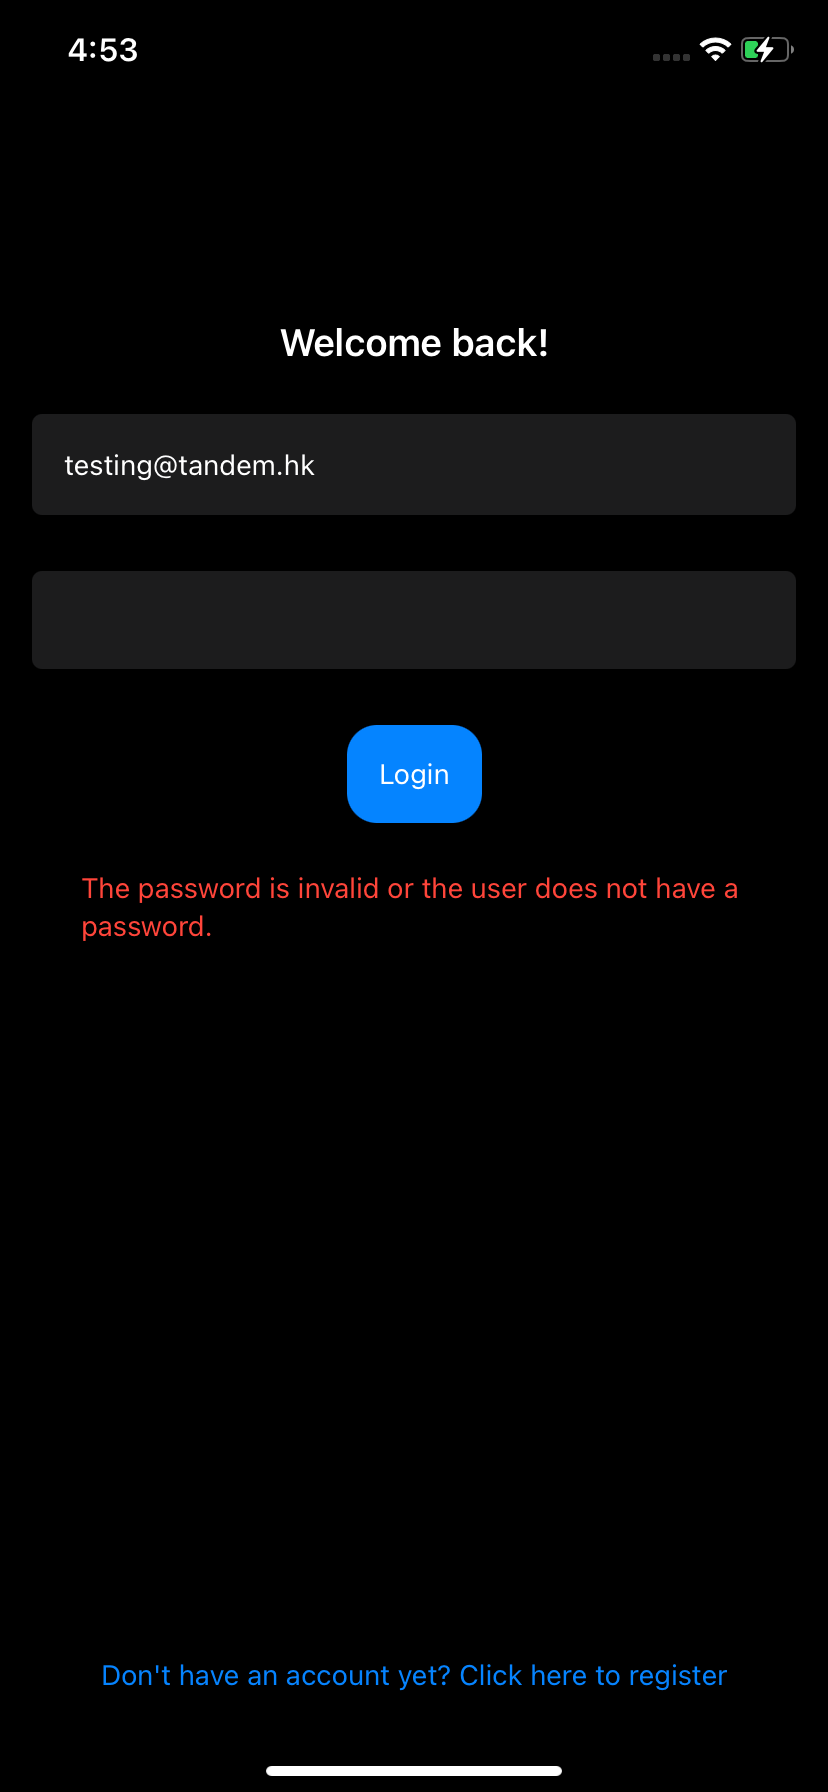 4:53
Welcome back!
testing@tandem.hk
Login
The password is invalid or the user does not have a
password.
Don't have an account yet? Click here to register